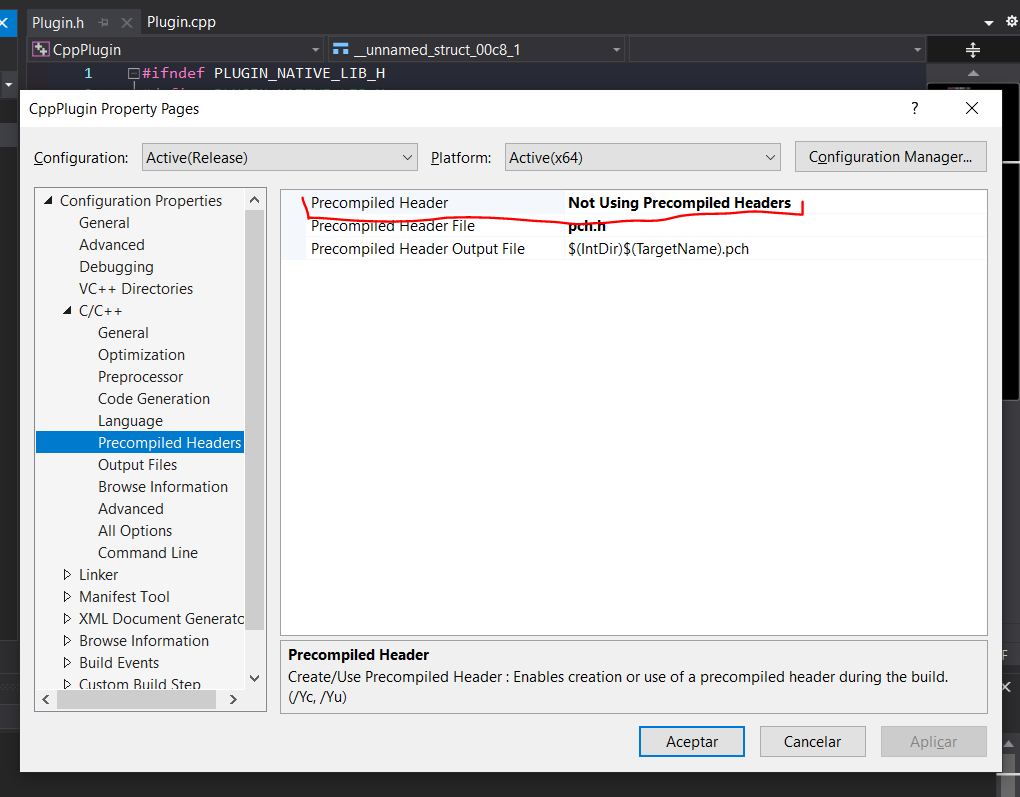 Plugin.h Plugin.cpp
CppPlugin __unnamed_struct_00c8_1
1 #ifndef PLUGIN_NATIVE_LIB_H
CppPlugin Property Pages ?
Configuration: Active(Release) Platform: Active(x64) Configuration Manager...
Configuration Properties
General
Advanced
Debugging
VC++ Directories
C/C++
General
Optimization
Preprocessor
Code Generation
Language
Precompiled Headers
Output Files
Browse Information
Advanced
All Options
Command Line
Linker
Manifest Tool
XML Document Generato
Browse Information
Build Events
Custom Build Step
Precompiled Header Not Using Precompiled Headers
Precompiled Header File pch.h
Precompiled Header Output File $(IntDir)$(TargetName).pch
Precompiled Header
Create/Use Precompiled Header : Enables creation or use of a precompiled header during the build.
(/Yc, /Yu)
Aceptar Cancelar Aplicar